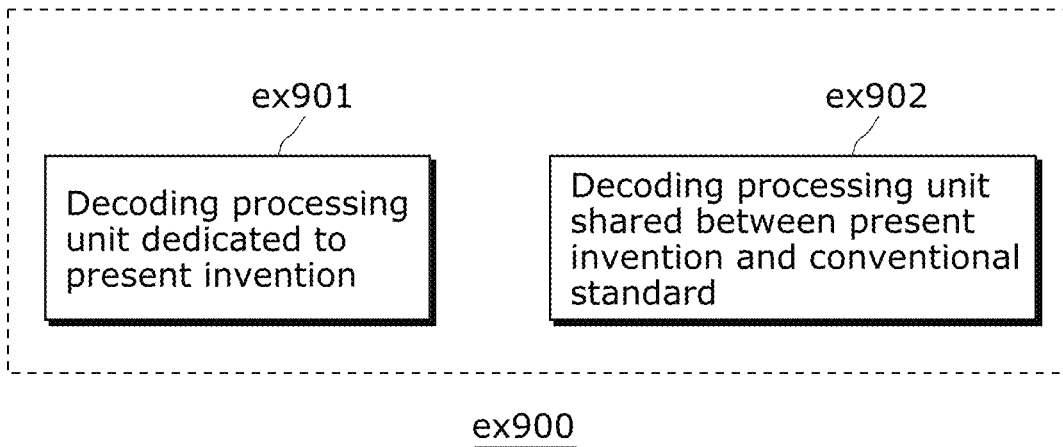 ex901
ex902
Decoding processing
unit dedicated to
present invention
Decoding processing unit
shared between present
invention and conventional
standard
ex900